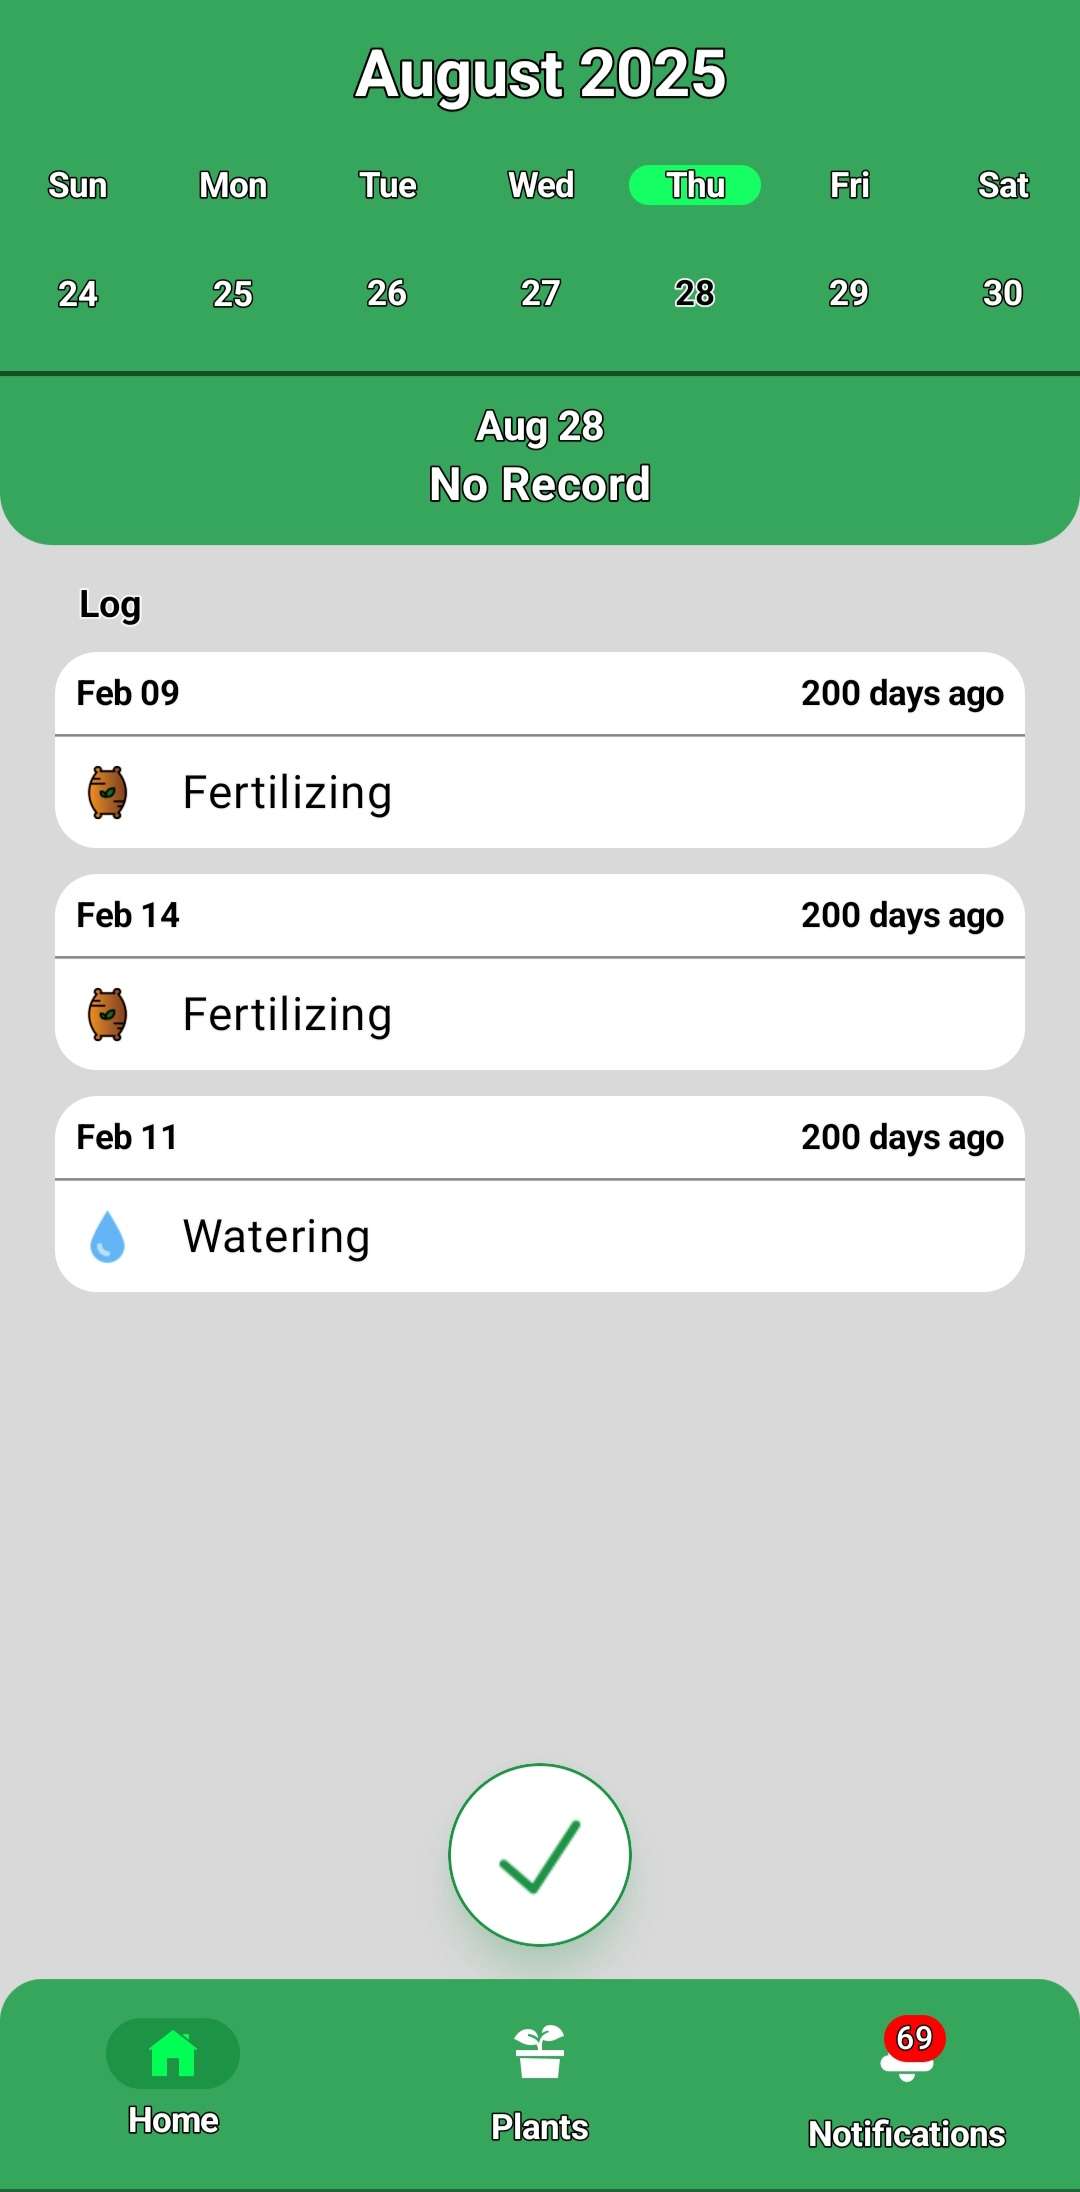 August 2025
Sun Mon Tue Wed Thu Fri Sat
24 25 26 27 28 29 30
Aug 28
No Record
Log
Feb 09 200 days ago
Fertilizing
Feb 14 200 days ago
Fertilizing
Feb 11 200 days ago
Watering
69
Home Plants Notifications